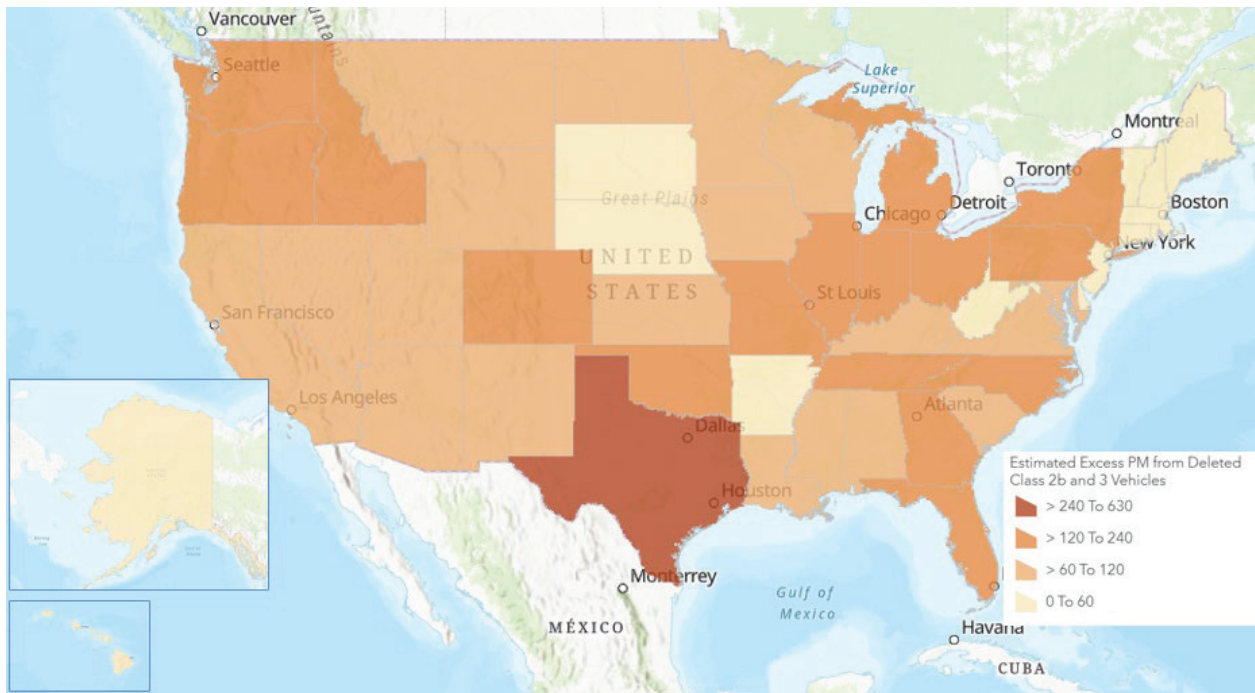 Vancouver
ountains
Seattle
Lake
Superior
Montreal
Toronto
Great Plains
Chicago
Detroit
Boston
New York
UNITED
STATES
San Francisco
St Louis
Los Angeles
Atlanta
Dallas
Houston
Estimated Excess PM from Deleted
Class 2b and 3 Vehicles
> 240 To 630
> 120 To 240
> 60 To 120
0 To 60
Monterrey
Gulf of
Mexico
MÉXICO
Havana
CUBA